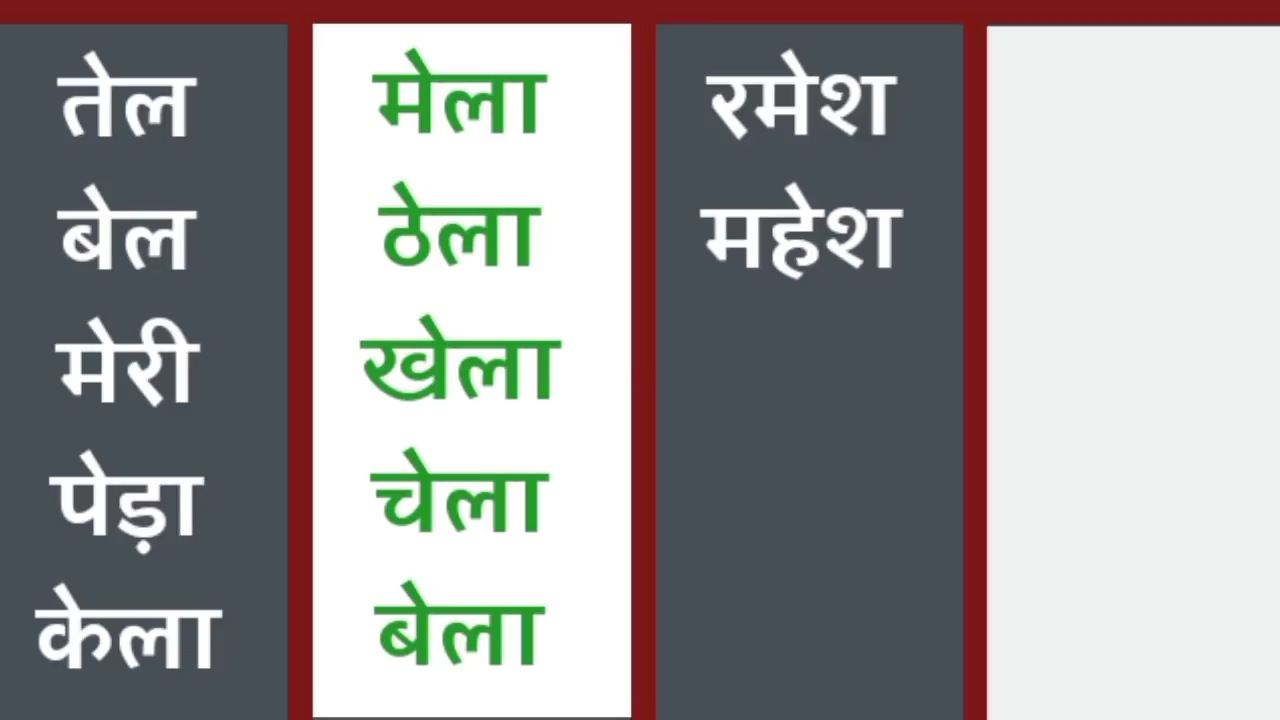 तेल
बेल
मेरी
पेड़ा
केला
मेला
ठेला
खेला
चेला
बेला
रमेश
महेश